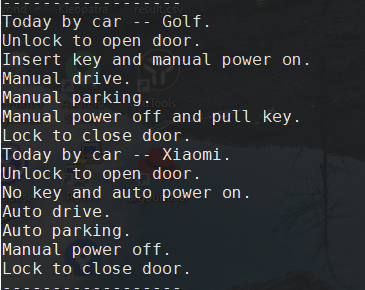 ------------------
Today by car -- Golf.
Unlock to open door.
Insert key and manual power on.
Manual drive.
Manual parking.
Manual power off and pull key.
Lock to close door.
Today by car -- Xiaomi.
Unlock to open door.
No key and auto power on.
Auto drive.
Auto parking.
Manual power off.
Lock to close door.
------------------